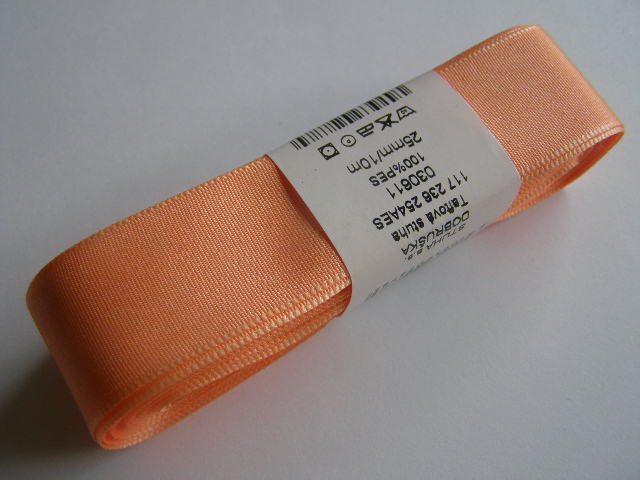 STUHA a.s.
DOBRUŠKA
Taftová stuha
117 236 254AES
030611
100%PES
25mm/10m